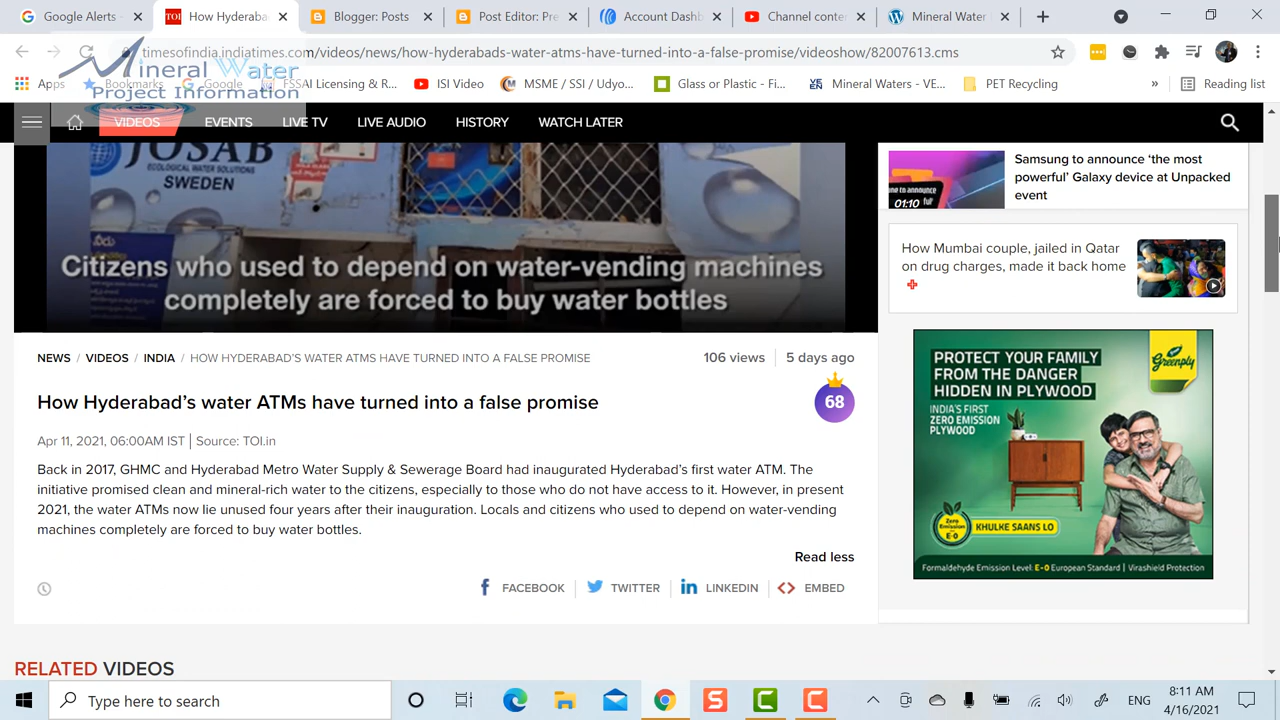 Google Alerts
How Hyderaba
Blogger: Posts
Post Editor: Pre
Account Dashb
Channel conte
Mineral Water
timesofindia.indiatimes.com/videos/news/how-hyderabads-water-atms-have-turned-into-a-false-promise/videoshow/82007613.cms
Mineral Water
Project Information
Apps
Bookmarks
Google
FSSAI Licensing & R...
ISI Video
MSME / SSI / Udyo...
Glass or Plastic - Fi...
Mineral Waters - VE...
PET Recycling
»
Reading list
VIDEOS
EVENTS
LIVE TV
LIVE AUDIO
HISTORY
WATCH LATER
JOSAB
ECOLOGICAL WATER SOLUTIONS
SWEDEN
Citizens who used to depend on water-vending machines
completely are forced to buy water bottles
01:10
Samsung to announce ‘the most
powerful’ Galaxy device at Unpacked
event
How Mumbai couple, jailed in Qatar
on drug charges, made it back home
NEWS / VIDEOS / INDIA / HOW HYDERABAD'S WATER ATMS HAVE TURNED INTO A FALSE PROMISE
106 views
5 days ago
How Hyderabad’s water ATMs have turned into a false promise
68
Apr 11, 2021, 06:00AM IST | Source: TOI.in
Back in 2017, GHMC and Hyderabad Metro Water Supply & Sewerage Board had inaugurated Hyderabad's first water ATM. The
initiative promised clean and mineral-rich water to the citizens, especially to those who do not have access to it. However, in present
2021, the water ATMs now lie unused four years after their inauguration. Locals and citizens who used to depend on water-vending
machines completely are forced to buy water bottles.
Read less
FACEBOOK
TWITTER
LINKEDIN
EMBED
PROTECT YOUR FAMILY
FROM THE DANGER
HIDDEN IN PLYWOOD
INDIA'S FIRST
ZERO EMISSION
PLYWOOD
Greenply
Zero
Emission
E-0
KHULKE SAANS LO
Formaldehyde Emission Level: E-0 European Standard | Virashield Protection
RELATED VIDEOS
Type here to search
ENG
8:11 AM
4/16/2021